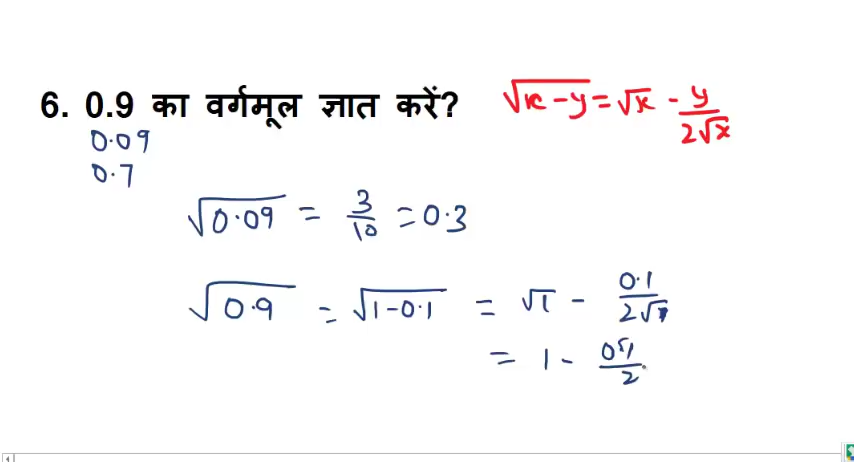 6. 0.9 का वर्गमूल ज्ञात करें? √x-y = √x - y/2√x
0.09
0.7
√0.09 = 3/10 = 0.3
√0.9 = √1-0.1 = √1 - 0.1/2√1
= 1 - 0.1/2